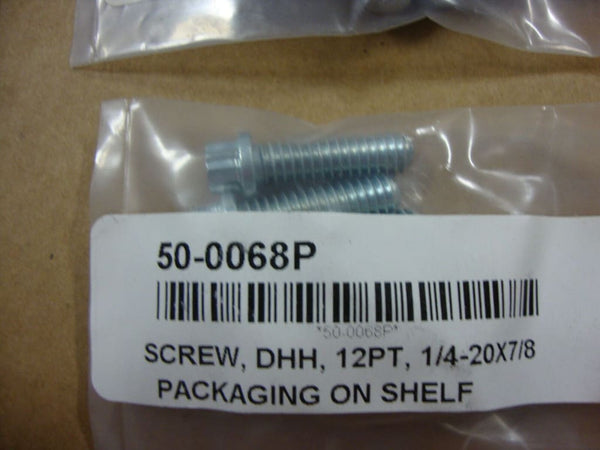 50-0068P
*50-0068P*
SCREW, DHH, 12PT, 1/4-20X7/8
PACKAGING ON SHELF